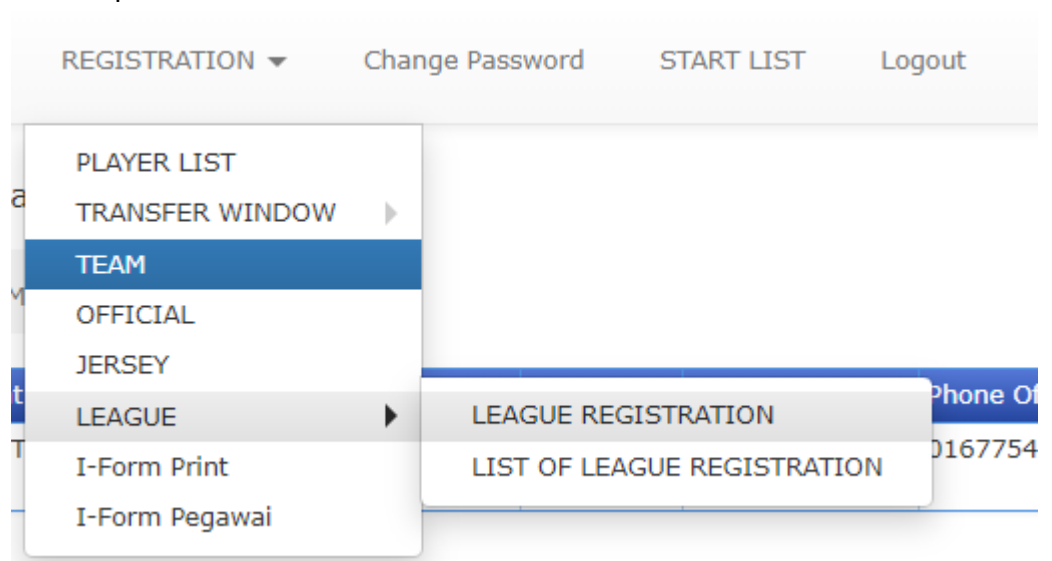 REGISTRATION Change Password START LIST Logout
PLAYER LIST
TRANSFER WINDOW
TEAM
OFFICIAL
JERSEY
LEAGUE
I-Form Print
I-Form Pegawai
LEAGUE REGISTRATION
LIST OF LEAGUE REGISTRATION
Phone Of
0167754